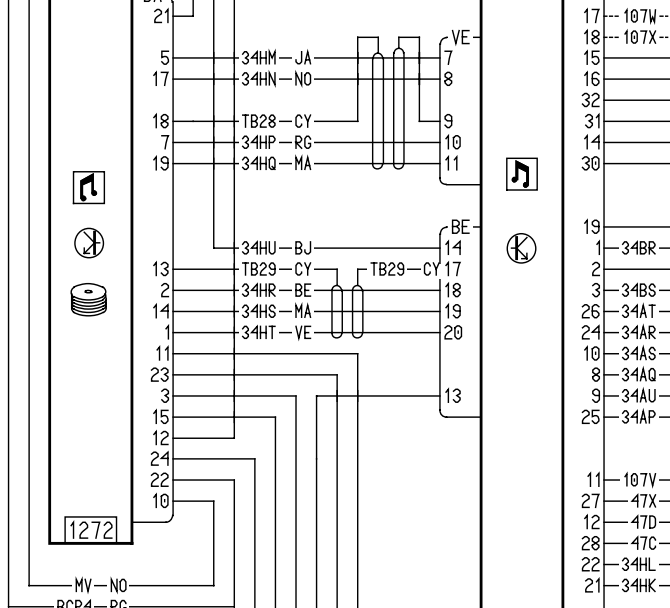 21 17 107W
VE 18 107X
5 34HM JA 7 15
17 34HN NO 8 16
32
18 TB28 CY 9 31
7 34HP RG 10 14
19 34HQ MA 11 30
BE 19
34HU BJ 14 1 34BR
13 TB29 CY TB29 CY 17 2
2 34HR BE 18 3 34BS
14 34HS MA 19 26 34AT
1 34HT VE 20 24 34AR
11 10 34AS
23 8 34AQ
3 13 9 34AU
15 25 34AP
12
24
22 11 107V
10 27 47X
1272 12 47D
28 47C
22 34HL
MV NO 21 34HK
RCP4 RG